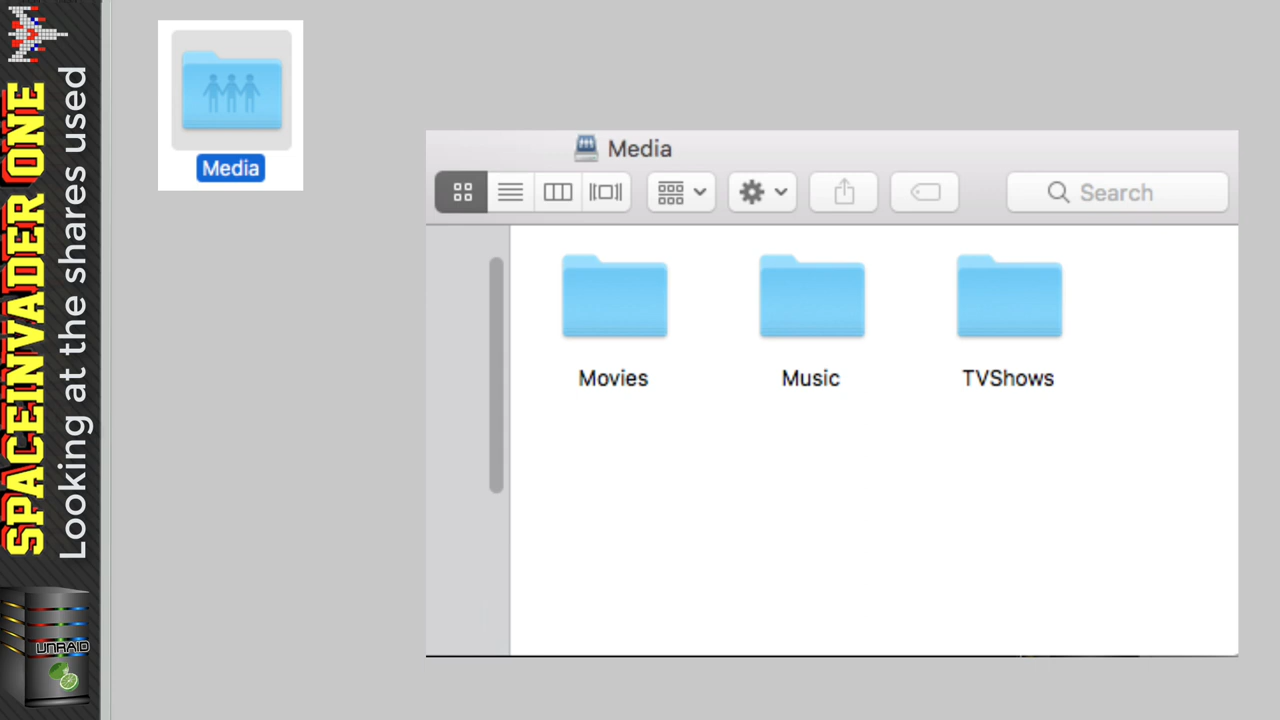 SPACEINVADER ONE
Looking at the shares used
UNRAID
Media
Media
Search
Movies
Music
TVShows